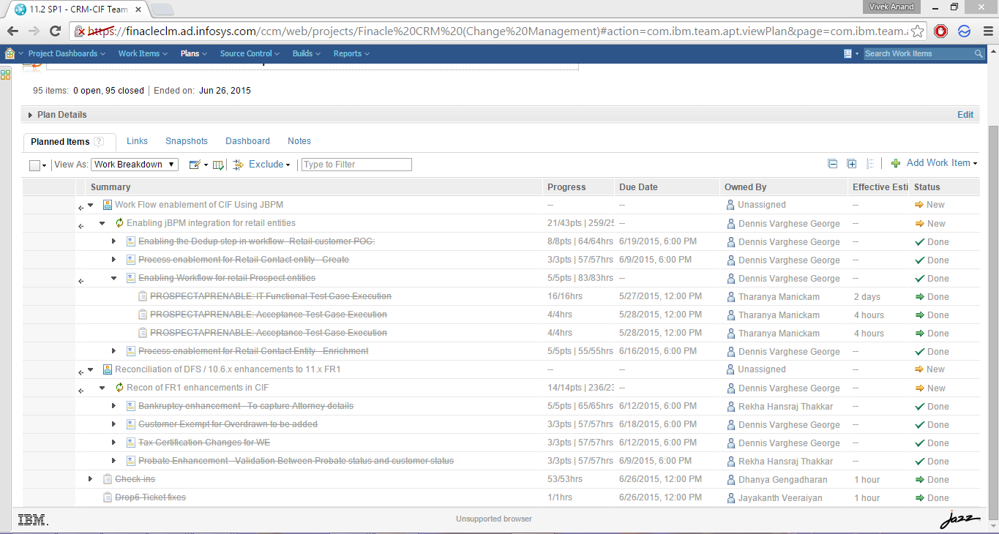 11.2 SP1 - CRM-CIF Team
Vivek Anand
https://finacleclm.ad.infosys.com/ccm/web/projects/Finacle%20CRM%20(Change%20Management)#action=com.ibm.team.apt.viewPlan&page=com.ibm.team.a
Project Dashboards Work Items Plans Source Control Builds Reports Search Work Items
95 items: 0 open, 95 closed | Ended on: Jun 26, 2015
Plan Details Edit
Planned Items ? Links Snapshots Dashboard Notes
View As: Work Breakdown Exclude Type to Filter Add Work Item
Summary Progress Due Date Owned By Effective Esti Status
Work Flow enablement of CIF Using JBPM -- -- Unassigned -- New
Enabling jBPM integration for retail entities 21/43pts | 259/25 -- Dennis Varghese George -- New
Enabling the Dedup step in workflow -Retail customer POC: 8/8pts | 64/64hrs 6/19/2015, 6:00 PM Dennis Varghese George -- Done
Process enablement for Retail Contact entity - Create 3/3pts | 57/57hrs 6/9/2015, 6:00 PM Dennis Varghese George -- Done
Enabling Workflow for retail Prospect entities 5/5pts | 83/83hrs -- Dennis Varghese George -- Done
PROSPECTAPRENABLE: IT Functional Test Case Execution 16/16hrs 5/27/2015, 12:00 PM Tharanya Manickam 2 days Done
PROSPECTAPRENABLE: Acceptance Test Case Execution 4/4hrs 5/28/2015, 12:00 PM Tharanya Manickam 4 hours Done
PROSPECTAPRENABLE: Acceptance Test Case Execution 4/4hrs 5/28/2015, 12:00 PM Tharanya Manickam 4 hours Done
Process enablement for Retail Contact Entity - Enrichment 5/5pts | 55/55hrs 6/16/2015, 6:00 PM Dennis Varghese George -- Done
Reconciliation of DFS / 10.6.x enhancements to 11.x FR1 -- -- Unassigned -- New
Recon of FR1 enhancements in CIF 14/14pts | 236/23 -- Dennis Varghese George -- New
Bankruptcy enhancement - To capture Attorney details 5/5pts | 65/65hrs 6/12/2015, 6:00 PM Rekha Hansraj Thakkar -- Done
Customer Exempt for Overdrawn to be added 3/3pts | 57/57hrs 6/18/2015, 6:00 PM Dennis Varghese George -- Done
Tax Certification Changes for WE 3/3pts | 57/57hrs 6/12/2015, 6:00 PM Dennis Varghese George -- Done
Probate Enhancement - Validation Between Probate status and customer status 3/3pts | 57/57hrs 6/9/2015, 6:00 PM Rekha Hansraj Thakkar -- Done
Check-ins 53/53hrs 6/26/2015, 12:00 PM Dhanya Gengadharan 1 hour Done
Drop6 Ticket fixes 1/1hrs 6/26/2015, 12:00 PM Jayakanth Veeraiyan 1 hour Done
IBM. Unsupported browser jazz